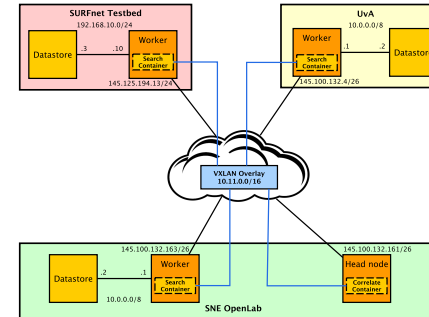 SURFnet Testbed
192.168.10.0/24
Datastore
.3
.10
Worker
Search
Container
145.125.194.13/24
UvA
10.0.0.0/8
Worker
Search
Container
.1
.2
Datastor
145.100.132.4/26
VXLAN Overlay
10.11.0.0/16
145.100.132.163/26
145.100.132.161/26
Datastore
.2
.1
Worker
Search
Container
10.0.0.0/8
Head node
Correlate
Container
SNE OpenLab